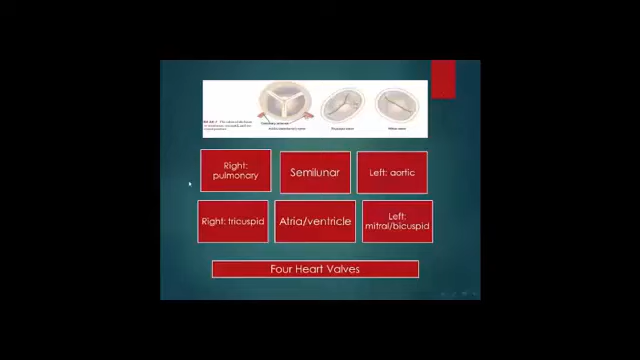 Right:
pulmonary
Semilunar
Left: aortic
Right: tricuspid
Atria/ventricle
Left:
mitral/bicuspid
Four Heart Valves